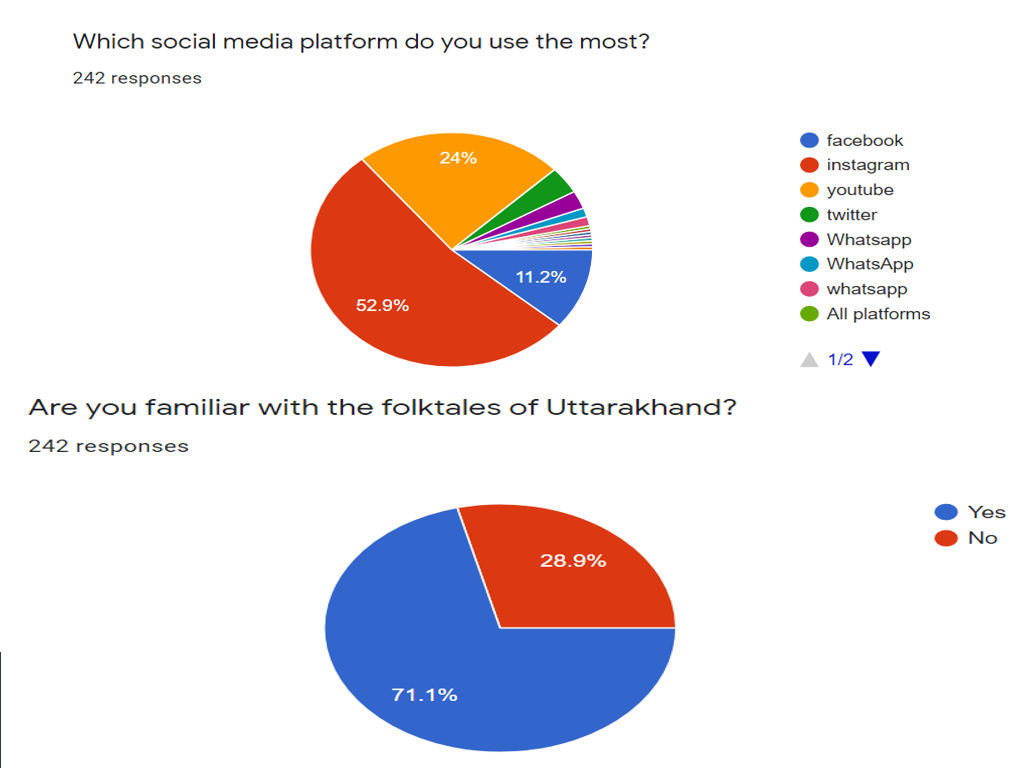 Which social media platform do you use the most?
242 responses
24%
11.2%
52.9%
facebook
instagram
youtube
twitter
Whatsapp
WhatsApp
whatsapp
All platforms
1/2
Are you familiar with the folktales of Uttarakhand?
242 responses
Yes
No
28.9%
71.1%